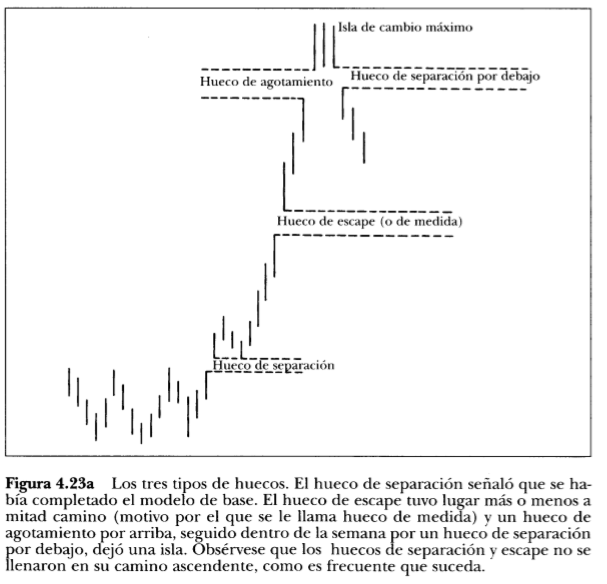 Isla de cambio máximo
Hueco de agotamiento
Hueco de separación por debajo
Hueco de escape (o de medida)
Hueco de separación
Figura 4.23a Los tres tipos de huecos. El hueco de separación señaló que se ha-
bía completado el modelo de base. El hueco de escape tuvo lugar más o menos a
mitad camino (motivo por el que se le llama hueco de medida) y un hueco de
agotamiento por arriba, seguido dentro de la semana por un hueco de separación
por debajo, dejó una isla. Obsérvese que los huecos de separación y escape no se
llenaron en su camino ascendente, como es frecuente que suceda.